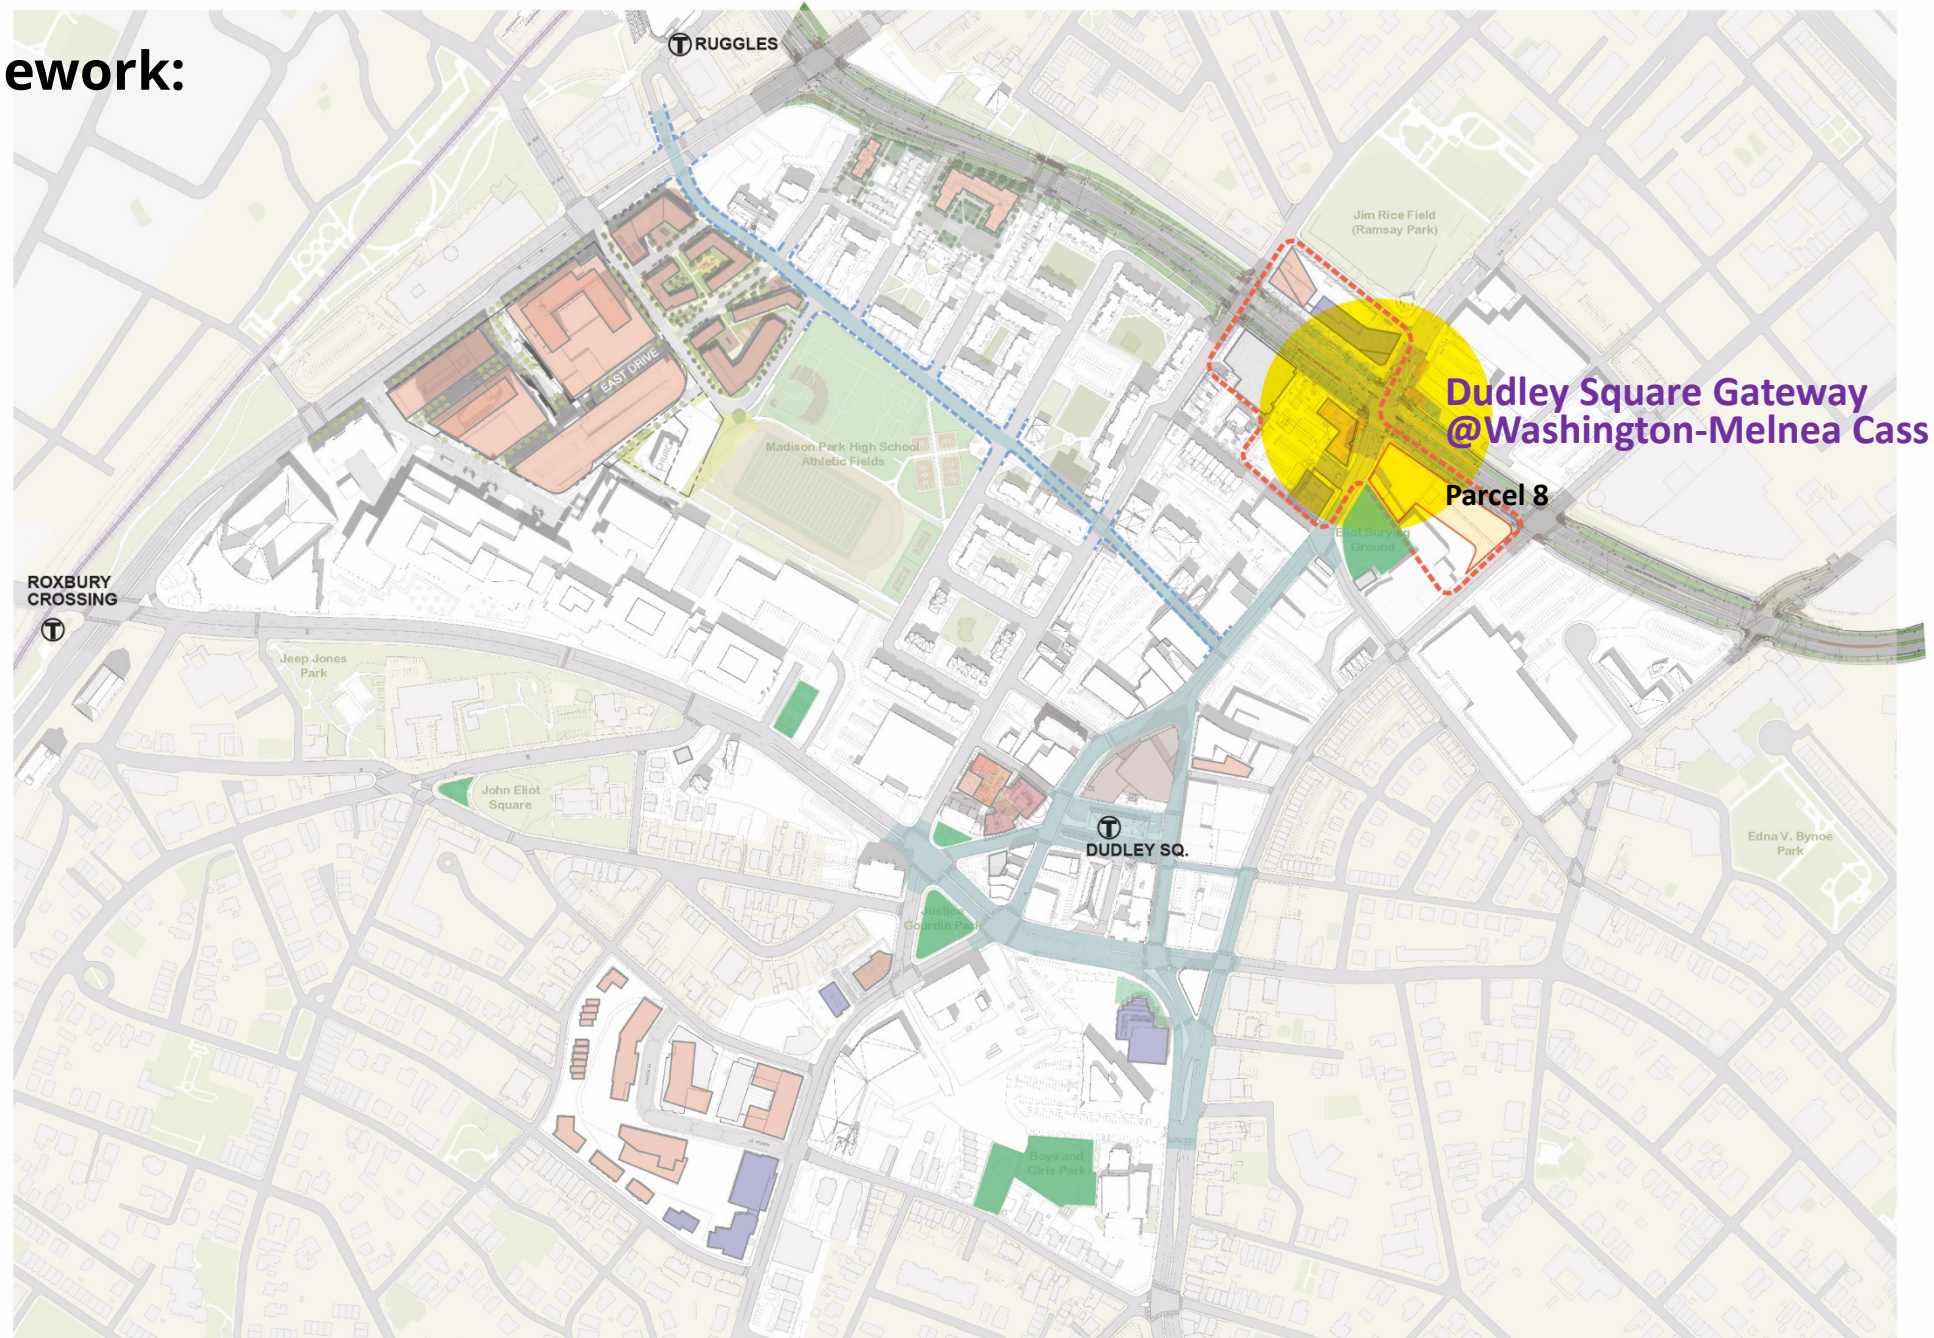 ework:
T RUGGLES
Jim Rice Field
(Ramsay Park)
EAST DRIVE
Dudley Square Gateway
@Washington-Melnea Cass
Madison Park High School
Athletic Fields
CHURCH
Parcel 8
Eliot Burying
Ground
ROXBURY
CROSSING
T
Jeep Jones
Park
John Eliot
Square
T
DUDLEY SQ.
Edna V. Bynoe
Park
Justice
Gourdin Park
Boys and
Girls Park